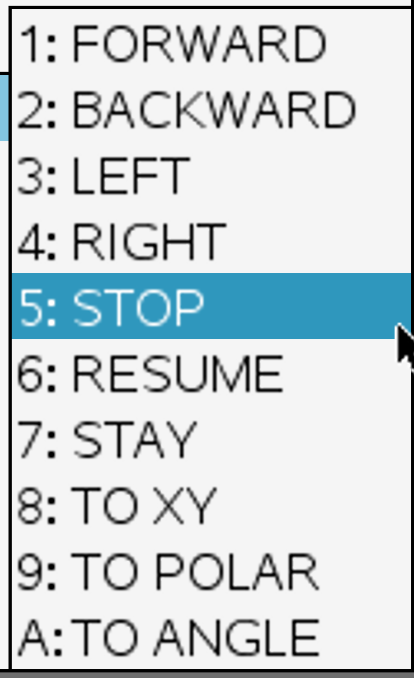 1: FORWARD
2: BACKWARD
3: LEFT
4: RIGHT
5: STOP
6: RESUME
7: STAY
8: TO XY
9: TO POLAR
A:TO ANGLE